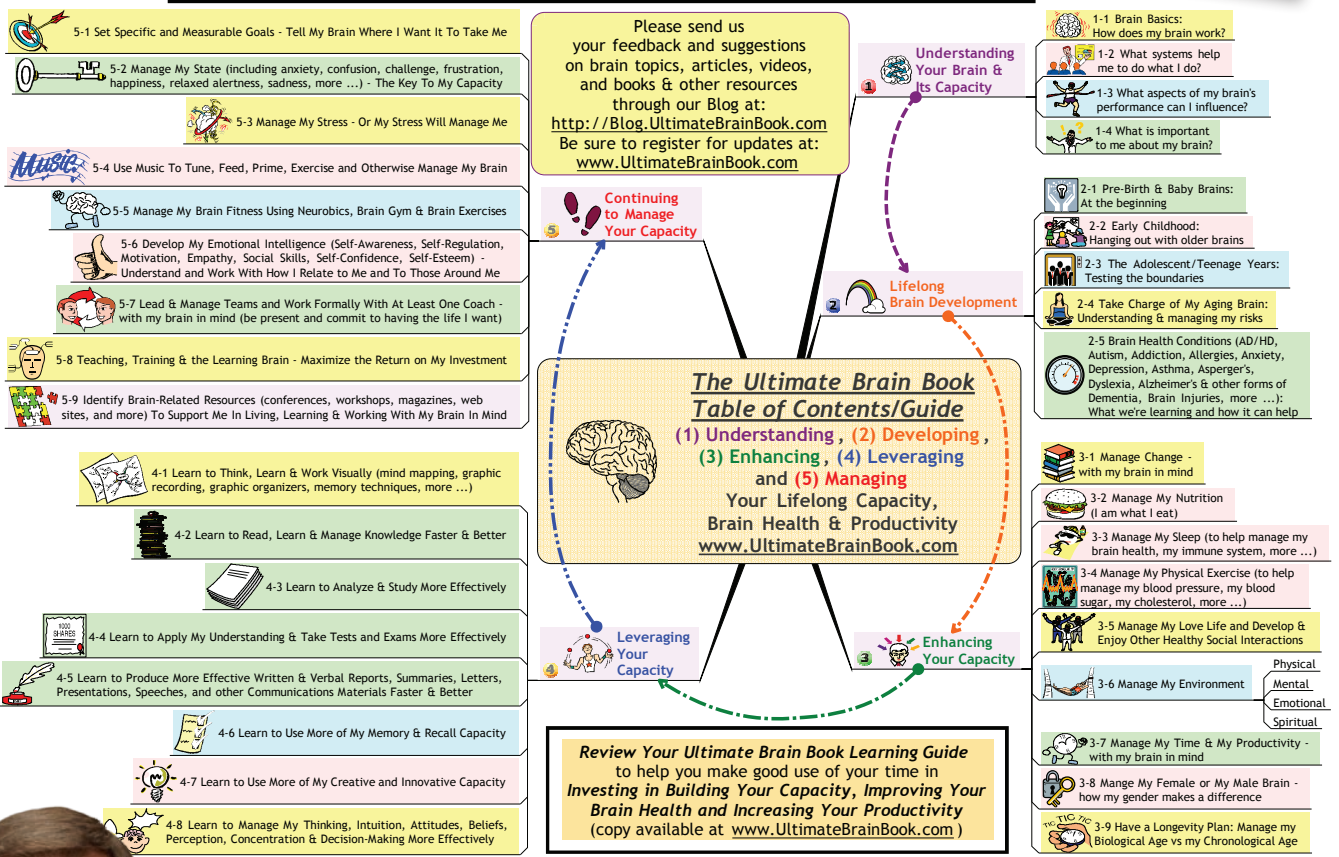 5-1 Set Specific and Measurable Goals - Tell My Brain Where I Want It To Take Me
5-2 Manage My State (including anxiety, confusion, challenge, frustration,
happiness, relaxed alertness, sadness, more ...) - The Key To My Capacity
5-3 Manage My Stress - Or My Stress Will Manage Me
Music
5-4 Use Music To Tune, Feed, Prime, Exercise and Otherwise Manage My Brain
5-5 Manage My Brain Fitness Using Neurobics, Brain Gym & Brain Exercises
5-6 Develop My Emotional Intelligence (Self-Awareness, Self-Regulation,
Motivation, Empathy, Social Skills, Self-Confidence, Self-Esteem) -
Understand and Work With How I Relate to Me and To Those Around Me
5-7 Lead & Manage Teams and Work Formally With At Least One Coach -
with my brain in mind (be present and commit to having the life I want)
5-8 Teaching, Training & the Learning Brain - Maximize the Return on My Investment
5-9 Identify Brain-Related Resources (conferences, workshops, magazines, web
sites, and more) To Support Me In Living, Learning & Working With My Brain In Mind
Please send us
your feedback and suggestions
on brain topics, articles, videos,
and books & other resources
through our Blog at:
http://Blog.UltimateBrainBook.com
Be sure to register for updates at:
www.UltimateBrainBook.com
5
Continuing
to Manage
Your Capacity
1
Understanding
Your Brain &
Its Capacity
1-1 Brain Basics:
How does my brain work?
1-2 What systems help
me to do what I do?
1-3 What aspects of my brain's
performance can I influence?
1-4 What is important
to me about my brain?
2
Lifelong
Brain Development
2-1 Pre-Birth & Baby Brains:
At the beginning
2-2 Early Childhood:
Hanging out with older brains
2-3 The Adolescent/Teenage Years:
Testing the boundaries
2-4 Take Charge of My Aging Brain:
Understanding & managing my risks
2-5 Brain Health Conditions (AD/HD,
Autism, Addiction, Allergies, Anxiety,
Depression, Asthma, Asperger's,
Dyslexia, Alzheimer's & other forms of
Dementia, Brain Injuries, more ...):
What we're learning and how it can help
The Ultimate Brain Book
Table of Contents/Guide
(1) Understanding , (2) Developing ,
(3) Enhancing , (4) Leveraging
and (5) Managing
Your Lifelong Capacity,
Brain Health & Productivity
www.UltimateBrainBook.com
4-1 Learn to Think, Learn & Work Visually (mind mapping, graphic
recording, graphic organizers, memory techniques, more ...)
4-2 Learn to Read, Learn & Manage Knowledge Faster & Better
4-3 Learn to Analyze & Study More Effectively
1000
SHARES
4-4 Learn to Apply My Understanding & Take Tests and Exams More Effectively
4-5 Learn to Produce More Effective Written & Verbal Reports, Summaries, Letters,
Presentations, Speeches, and other Communications Materials Faster & Better
4-6 Learn to Use More of My Memory & Recall Capacity
4-7 Learn to Use More of My Creative and Innovative Capacity
4-8 Learn to Manage My Thinking, Intuition, Attitudes, Beliefs,
Perception, Concentration & Decision-Making More Effectively
4
Leveraging
Your
Capacity
3
Enhancing
Your Capacity
3-1 Manage Change -
with my brain in mind
3-2 Manage My Nutrition
(I am what I eat)
3-3 Manage My Sleep (to help manage my
brain health, my immune system, more ...)
3-4 Manage My Physical Exercise (to help
manage my blood pressure, my blood
sugar, my cholesterol, more ...)
3-5 Manage My Love Life and Develop &
Enjoy Other Healthy Social Interactions
3-6 Manage My Environment
Physical
Mental
Emotional
Spiritual
3-7 Manage My Time & My Productivity -
with my brain in mind
3-8 Mange My Female or My Male Brain -
how my gender makes a difference
TIC TIC TIC
3-9 Have a Longevity Plan: Manage my
Biological Age vs my Chronological Age
Review Your Ultimate Brain Book Learning Guide
to help you make good use of your time in
Investing in Building Your Capacity, Improving Your
Brain Health and Increasing Your Productivity
(copy available at www.UltimateBrainBook.com )